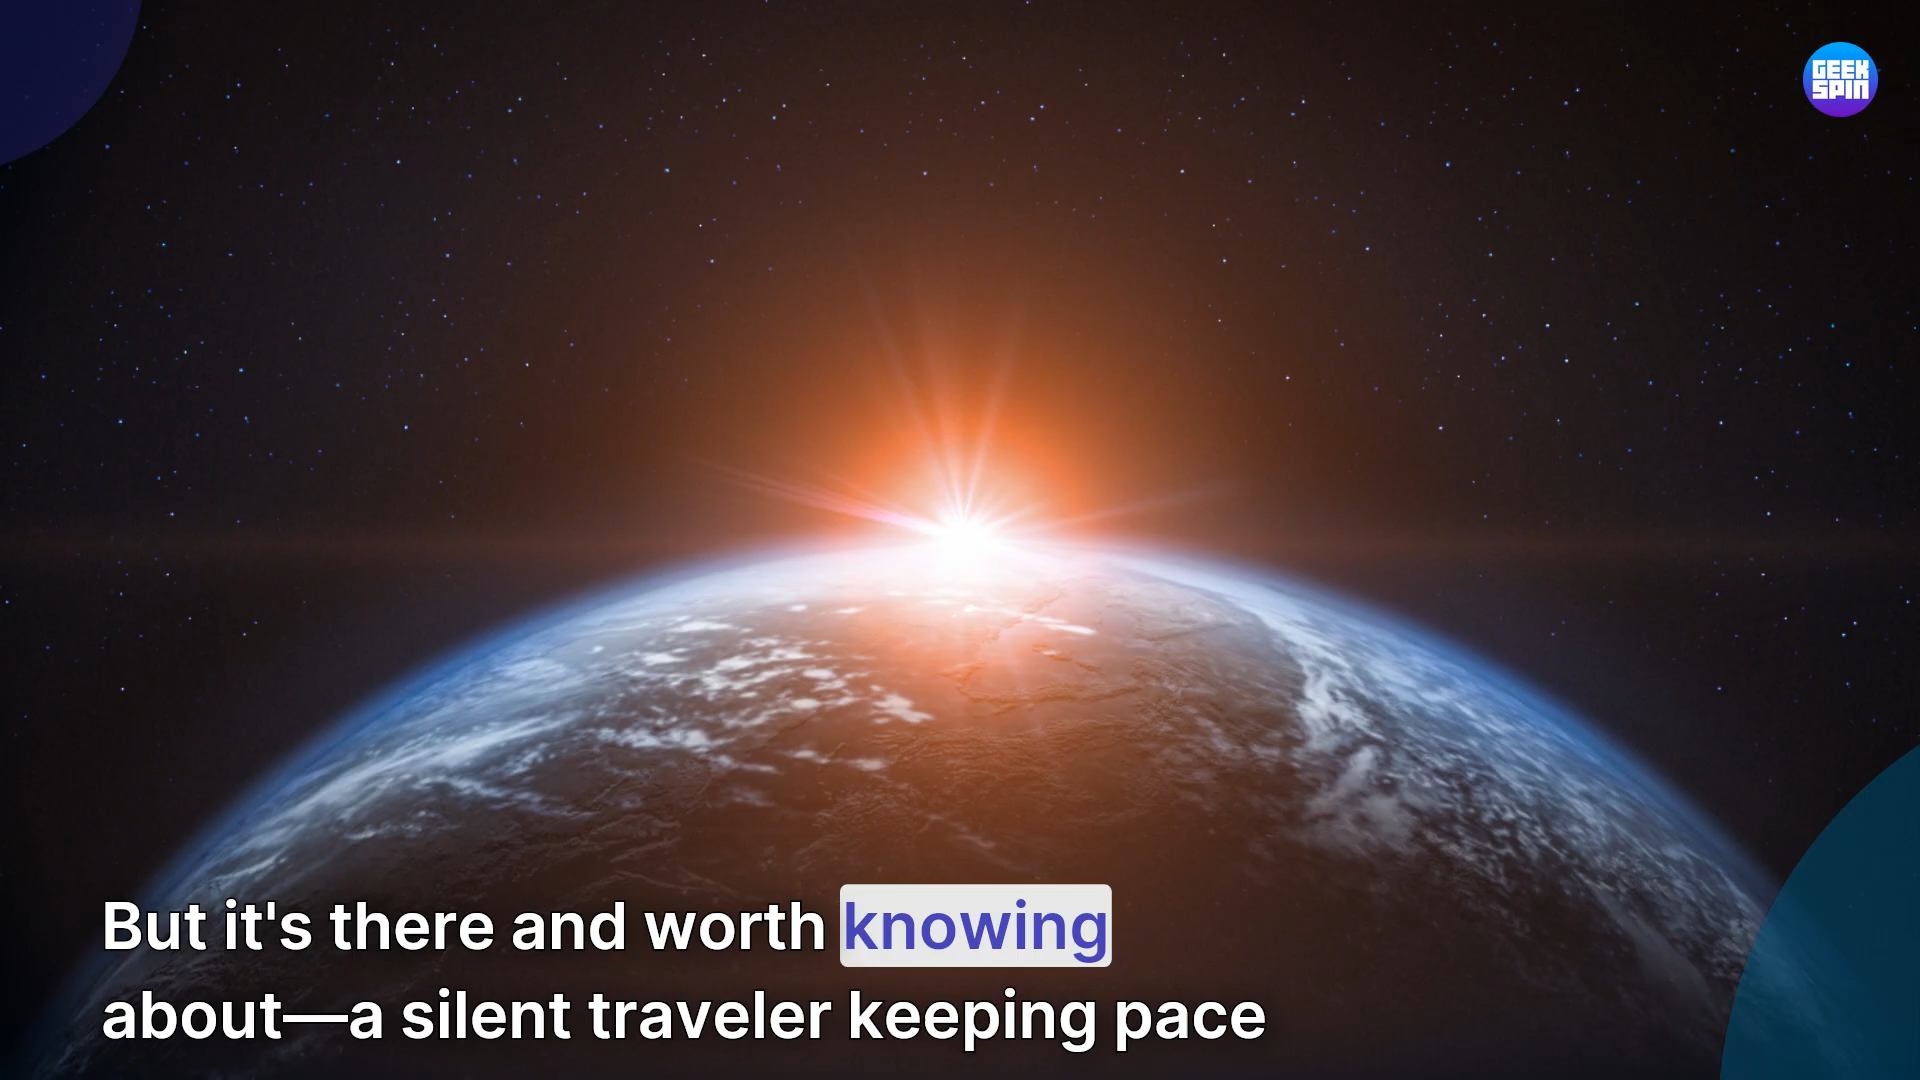 GEEK
SPIN
But it's there and worth knowing
about—a silent traveler keeping pace